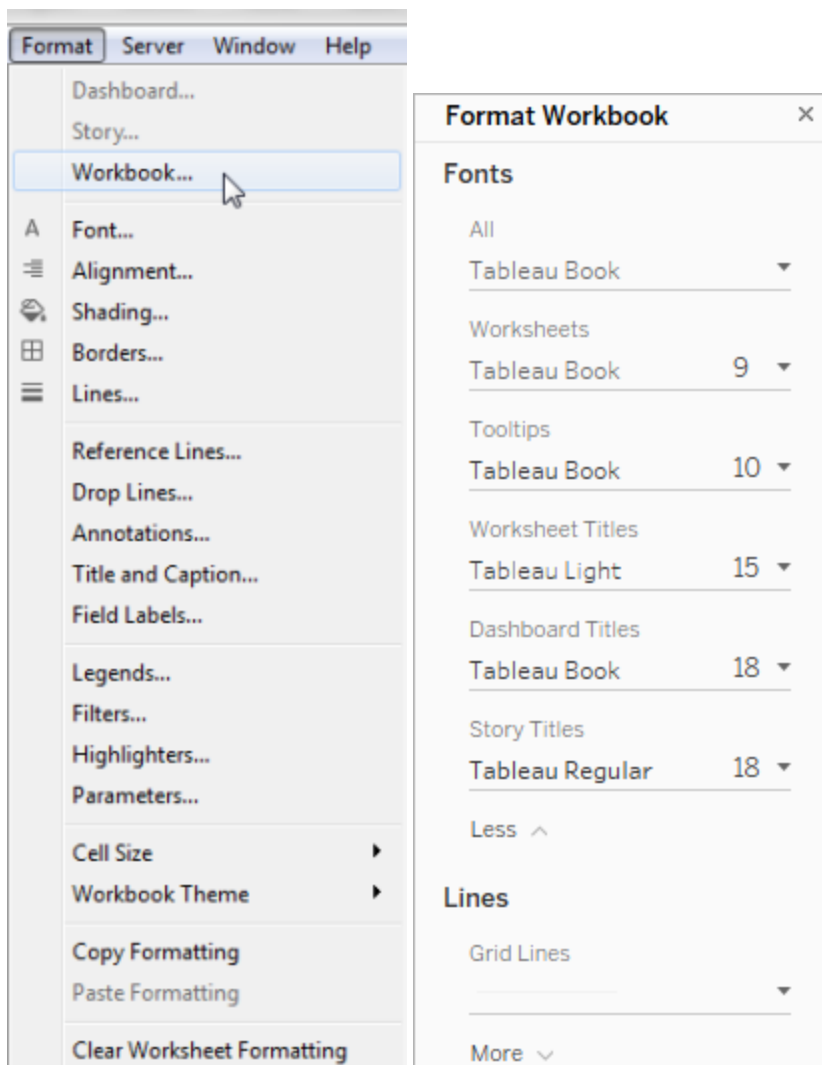 Format Server Window Help
Dashboard...
Story...
Workbook...
A Font...
Alignment...
Shading...
Borders...
Lines...
Reference Lines...
Drop Lines...
Annotations...
Title and Caption...
Field Labels...
Legends...
Filters...
Highlighters...
Parameters...
Cell Size
Workbook Theme
Copy Formatting
Paste Formatting
Clear Worksheet Formatting
Format Workbook
Fonts
All
Tableau Book
Worksheets
Tableau Book 9
Tooltips
Tableau Book 10
Worksheet Titles
Tableau Light 15
Dashboard Titles
Tableau Book 18
Story Titles
Tableau Regular 18
Less
Lines
Grid Lines
More